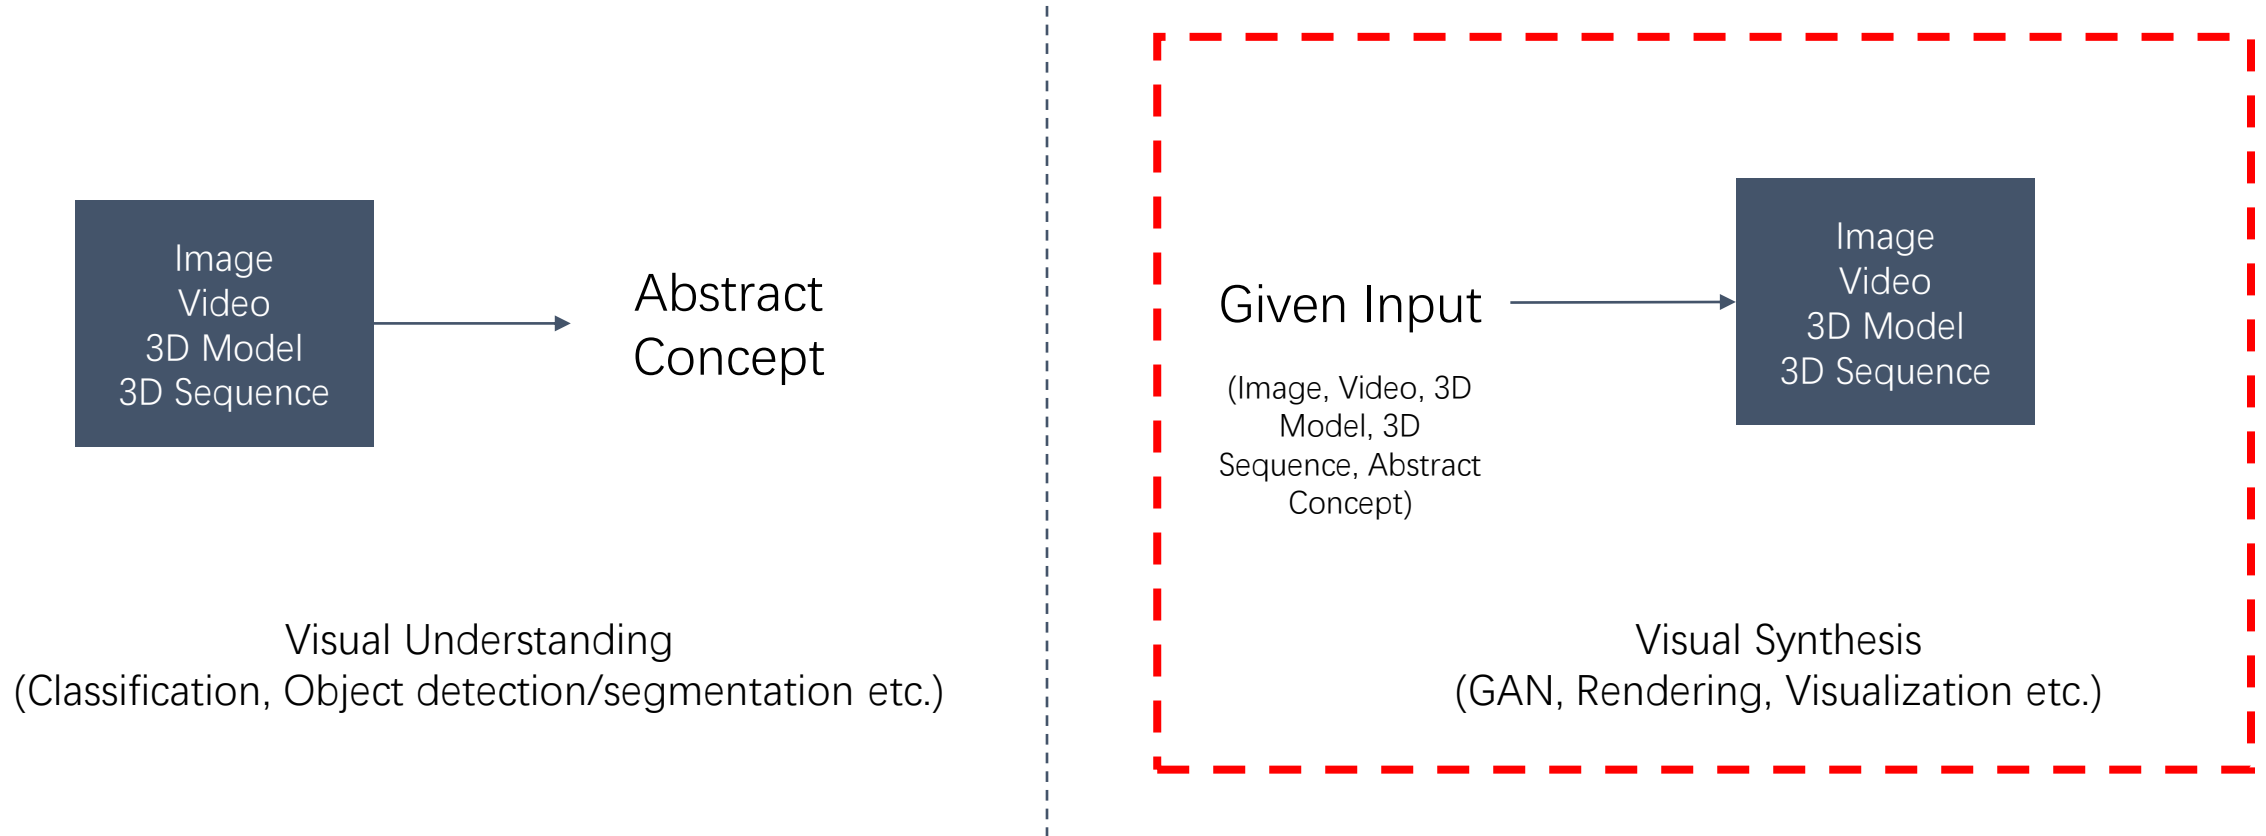 Image
Video
3D Model
3D Sequence
Abstract
Concept
Visual Understanding
(Classification, Object detection/segmentation etc.)
Given Input
(Image, Video, 3D
Model, 3D
Sequence, Abstract
Concept)
Image
Video
3D Model
3D Sequence
Visual Synthesis
(GAN, Rendering, Visualization etc.)